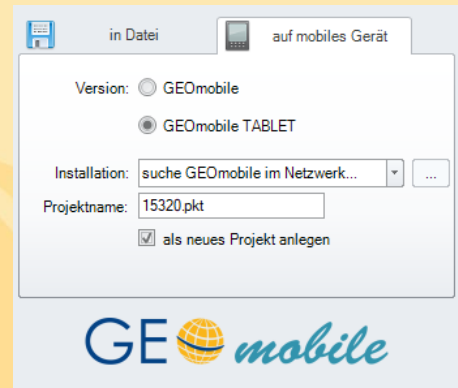 in Datei auf mobiles Gerät
Version: GEOmobile
GEOmobile TABLET
Installation: suche GEOmobile im Netzwerk... ...
Projektname: 15320.pkt
als neues Projekt anlegen
GEO mobile